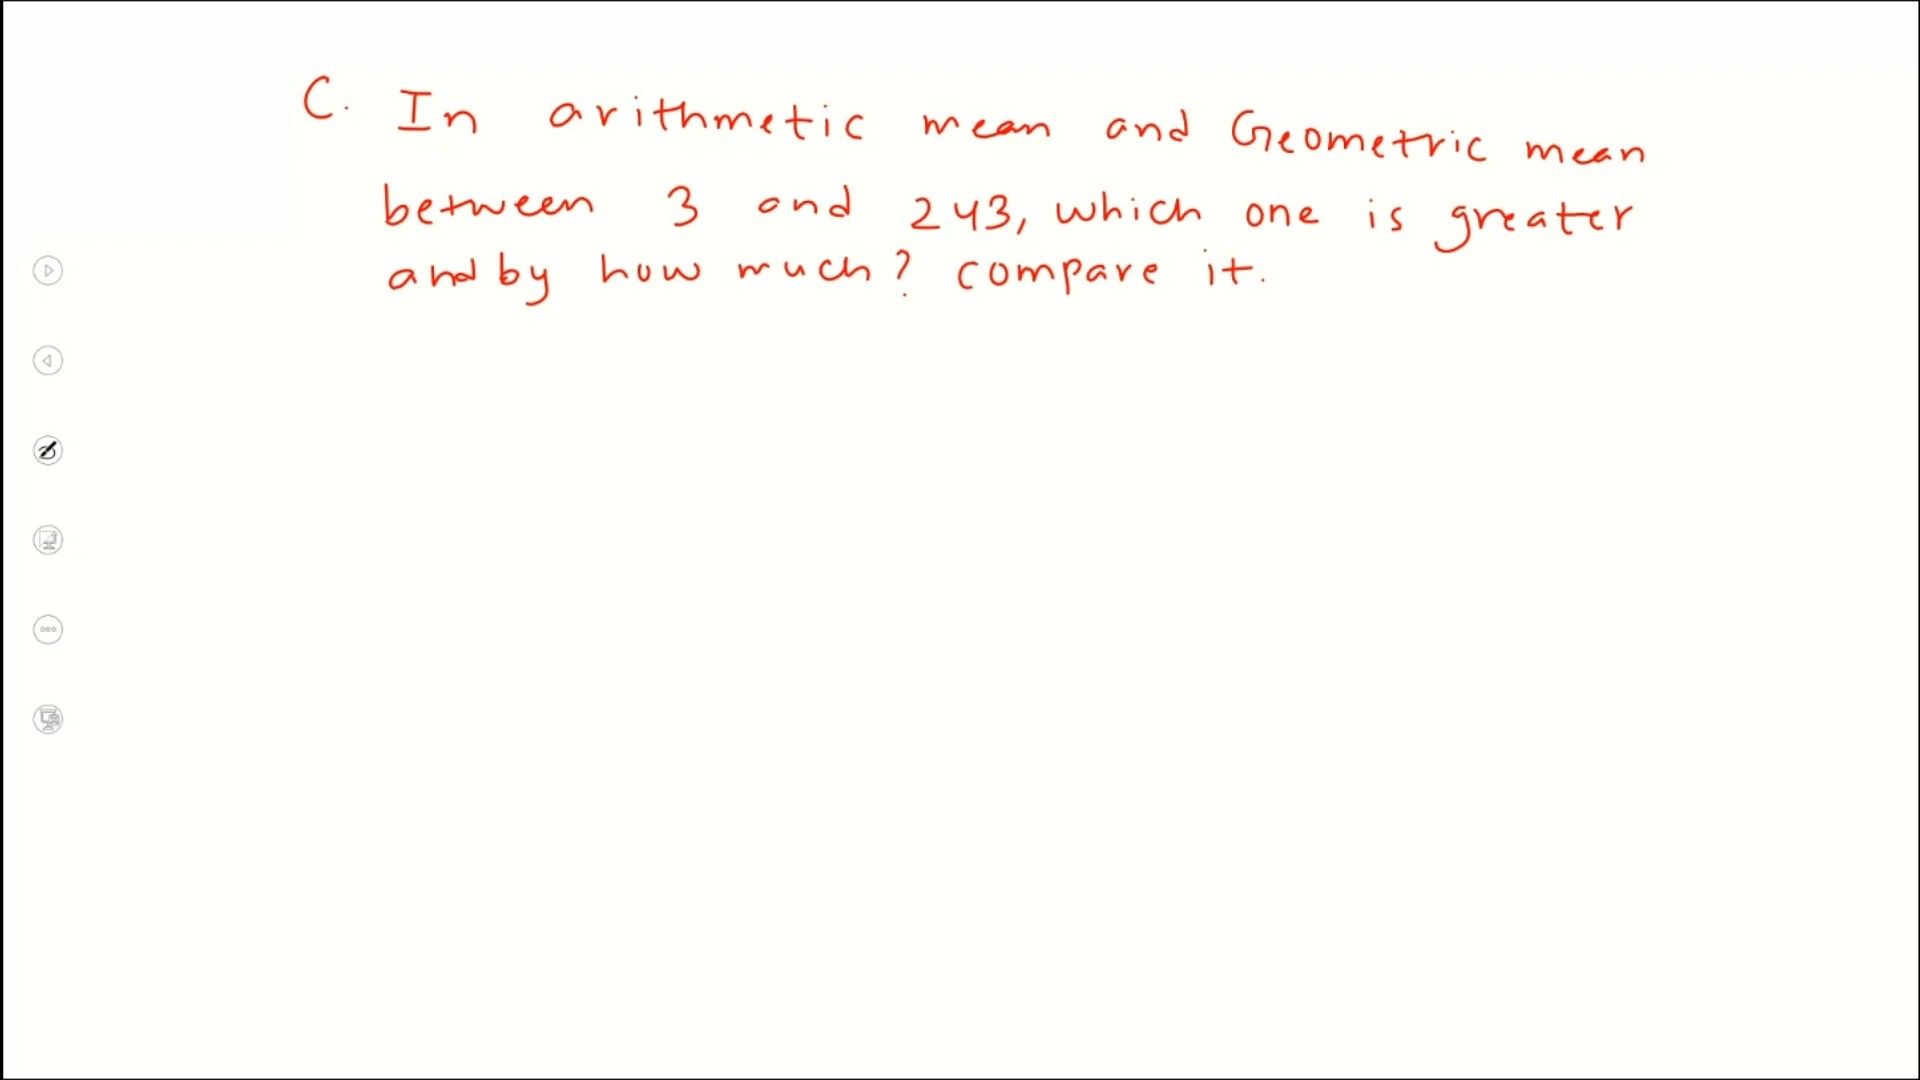 C. In arithmetic mean and Geometric mean
between 3 and 243, which one is greater
and by how much? compare it.